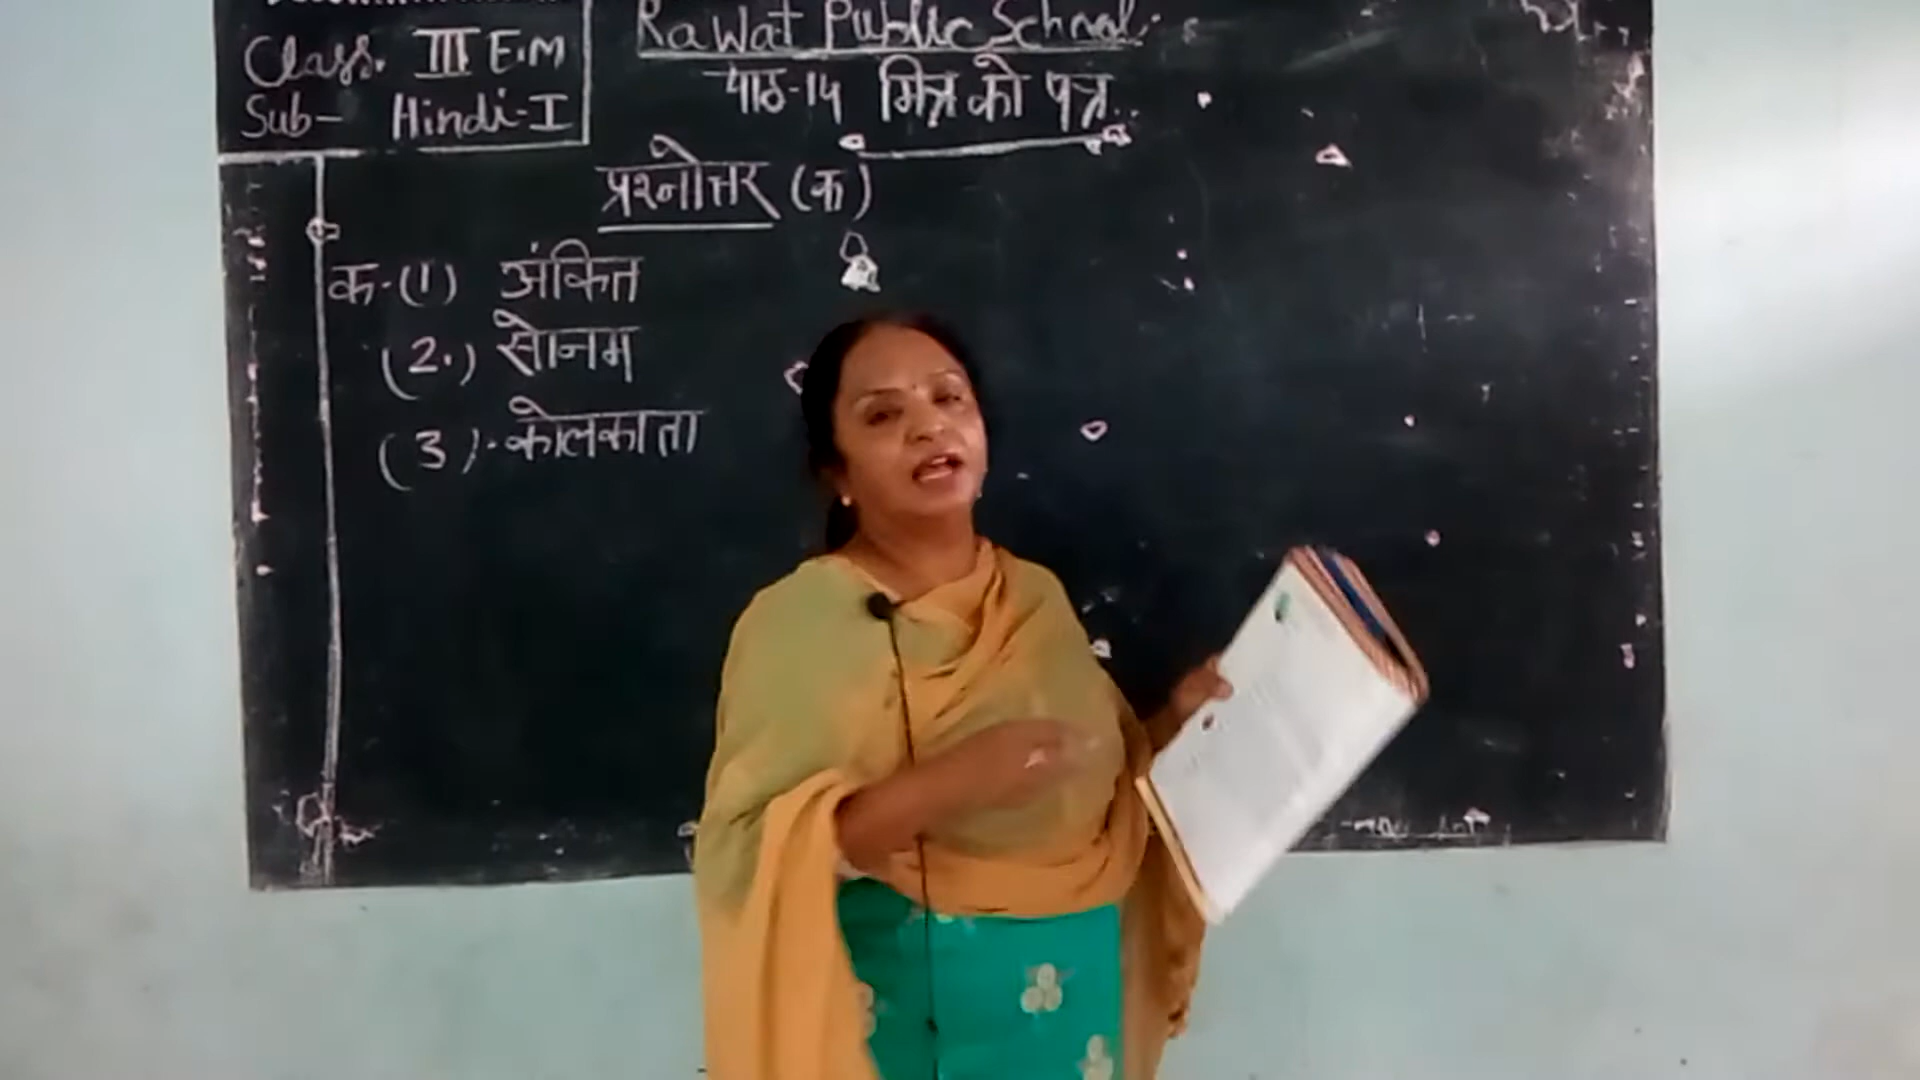 Class. III E.M
Sub- Hindi-I
Rawat Public School.
पाठ-14 मित्र को पत्र
प्रश्नोत्तर (क)
क-(1) अंकित
(2.) सोनम
(3) कोलकाता